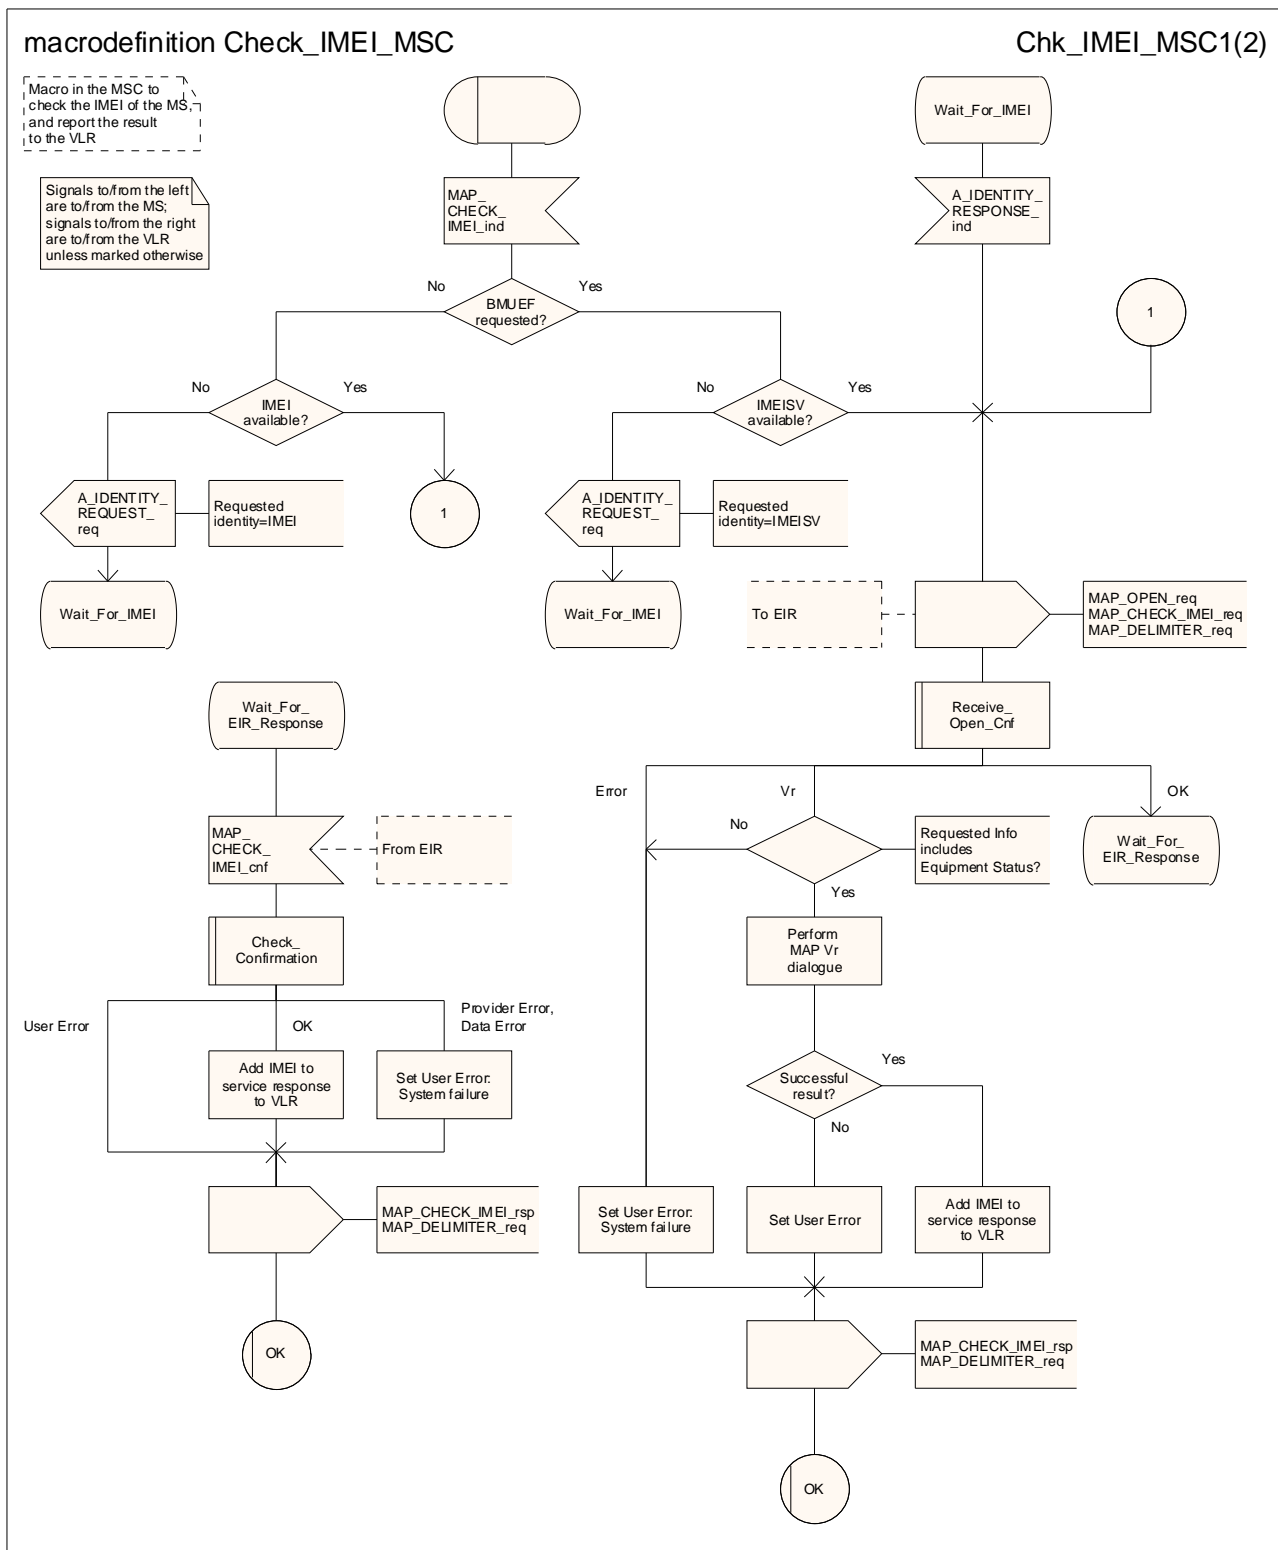 macrodefinition Check_IMEI_MSC
Chk_IMEI_MSC1(2)
Macro in the MSC to
check the IMEI of the MS,
and report the result
to the VLR
Signals to/from the left
are to/from the MS;
signals to/from the right
are to/from the VLR
unless marked otherwise
MAP_
CHECK_
IMEI_ind
Wait_For_IMEI
A_IDENTITY_
RESPONSE_
ind
No
Yes
BMUEF
requested?
1
No
Yes
IMEI
available?
No
Yes
IMEISV
available?
A_IDENTITY_
REQUEST_
req
Requested
identity=IMEI
1
A_IDENTITY_
REQUEST_
req
Requested
identity=IMEISV
Wait_For_IMEI
Wait_For_IMEI
To EIR
MAP_OPEN_req
MAP_CHECK_IMEI_req
MAP_DELIMITER_req
Receive_
Open_Cnf
Error
Vr
OK
No
Yes
Requested Info
includes
Equipment Status?
Wait_For_
EIR_Response
Perform
MAP Vr
dialogue
Successful
result?
Yes
No
Set User Error:
System failure
Set User Error
Add IMEI to
service response
to VLR
MAP_CHECK_IMEI_rsp
MAP_DELIMITER_req
OK
Wait_For_
EIR_Response
MAP_
CHECK_
IMEI_cnf
From EIR
Check_
Confirmation
User Error
OK
Provider Error,
Data Error
Add IMEI to
service response
to VLR
Set User Error:
System failure
MAP_CHECK_IMEI_rsp
MAP_DELIMITER_req
OK